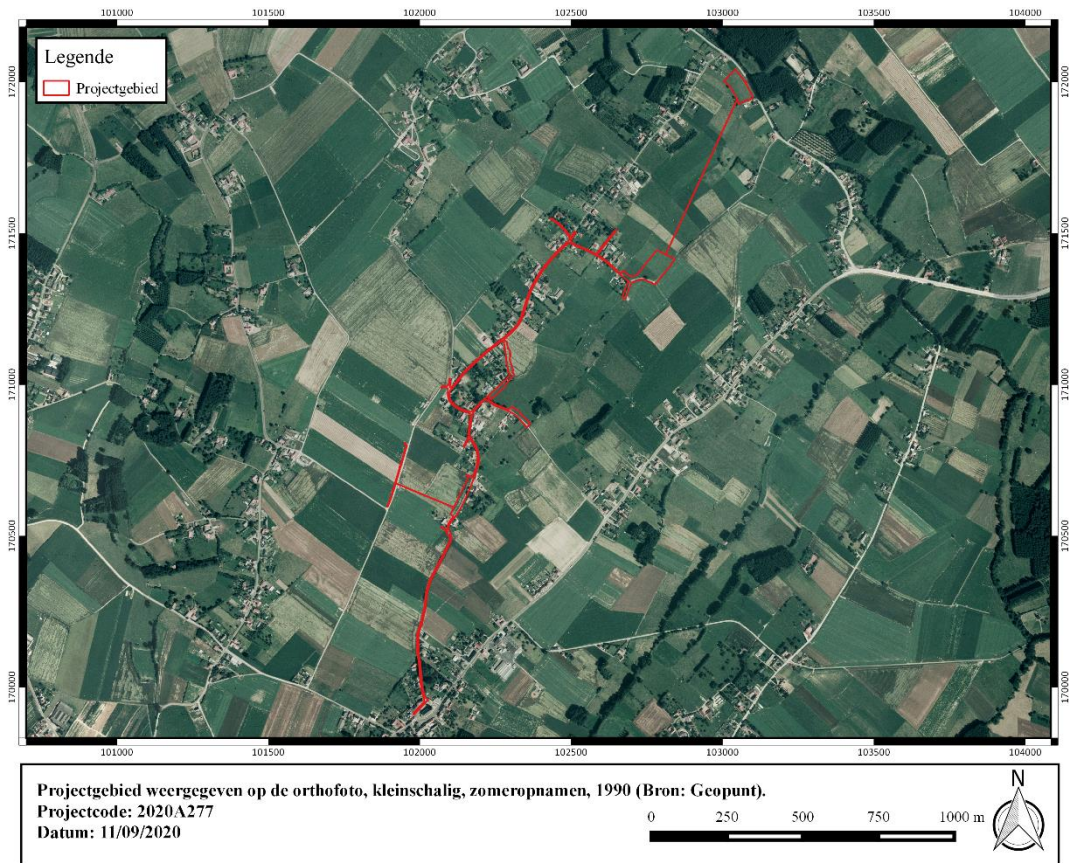 101000 101500 102000 102500 103000 103500 104000
Legende
Projectgebied
172000 172000
171500 171500
171000 171000
170500 170500
170000 170000
101000 101500 102000 102500 103000 103500 104000
Projectgebied weergegeven op de orthofoto, kleinschalig, zomeropnamen, 1990 (Bron: Geopunt).
Projectcode: 2020A277
Datum: 11/09/2020
0 250 500 750 1000 m
N